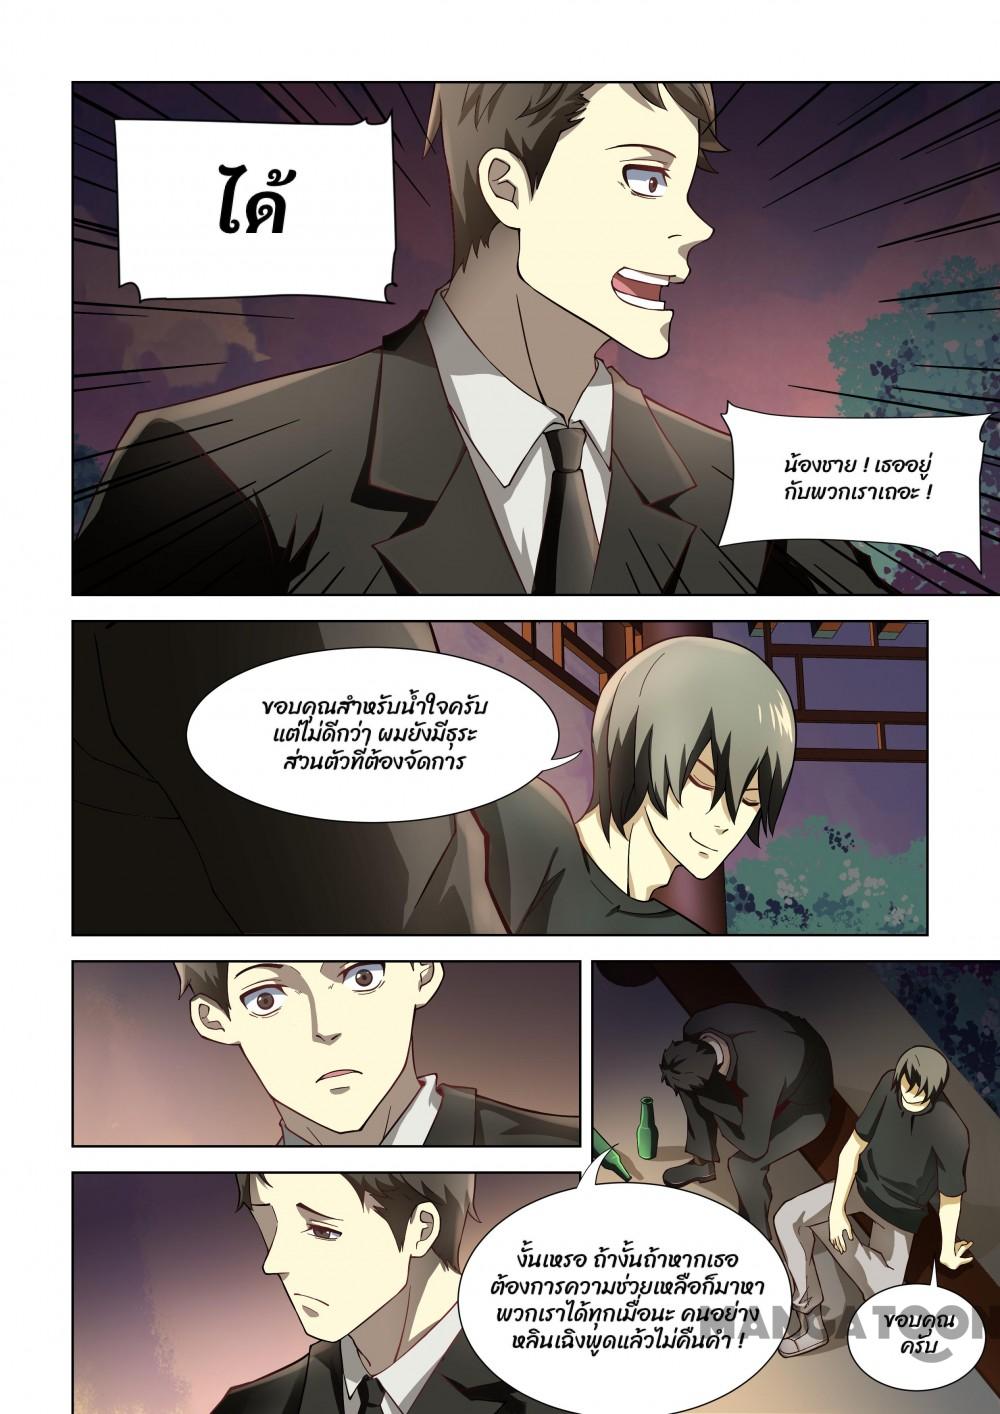 ได้
น้องชาย ! เธออยู่
กับพวกเราเถอะ !
ขอบคุณสำหรับน้ำใจครับ
แต่ไม่ดีกว่า ผมยังมีธุระ
ส่วนตัวที่ต้องจัดการ
งั้นเหรอ ถ้างั้นถ้าหากเธอ
ต้องการความช่วยเหลือก็มาหา
พวกเราได้ทุกเมื่อนะ คนอย่าง
หลินเฉิงพูดแล้วไม่คืนคำ !
ขอบคุณ
ครับ
MANGATOON